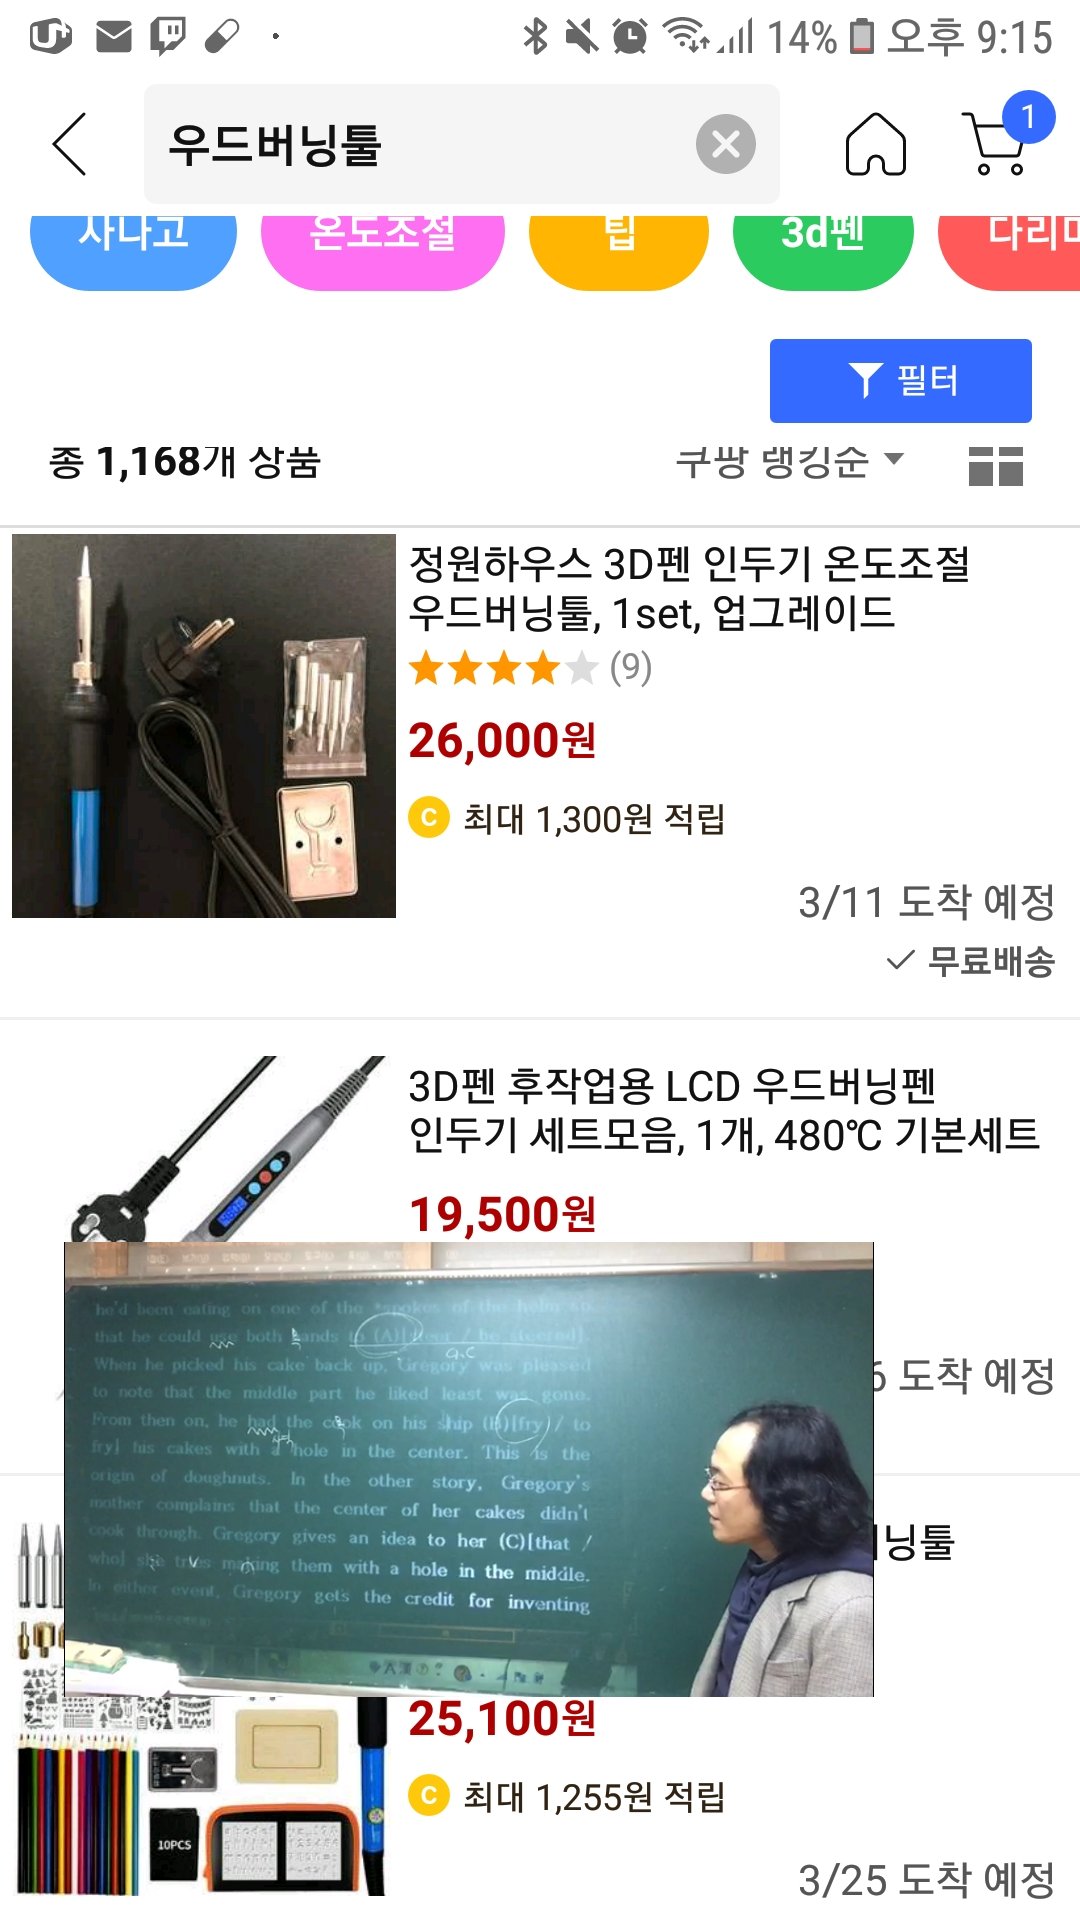 14% 오후 9:15
우드버닝툴
1
사나고 온도조절 팁 3d펜
필터
총 1,168개 상품 쿠팡 랭킹순
정원하우스 3D펜 인두기 온도조절
우드버닝툴, 1set, 업그레이드
(9)
26,000원
C 최대 1,300원 적립
3/11 도착 예정
무료배송
3D펜 후작업용 LCD 우드버닝펜
인두기 세트모음, 1개, 480℃ 기본세트
19,500원
6 도착 예정
he'd been eating on one of the *spokes of the helm so
that he could use both hands to (A)[steer / be steered].
When he picked his cake back up, Gregory was pleased
to note that the middle part he liked least was gone.
From then on, he had the cook on his ship (B)[fry / to
fry] his cakes with a hole in the center. This is the
origin of doughnuts. In the other story, Gregory's
mother complains that the center of her cakes didn't
cook through. Gregory gives an idea to her (C)[that /
who] she tries making them with a hole in the middle.
In either event, Gregory gets the credit for inventing
닝툴
25,100원
C 최대 1,255원 적립
10PCS
3/25 도착 예정